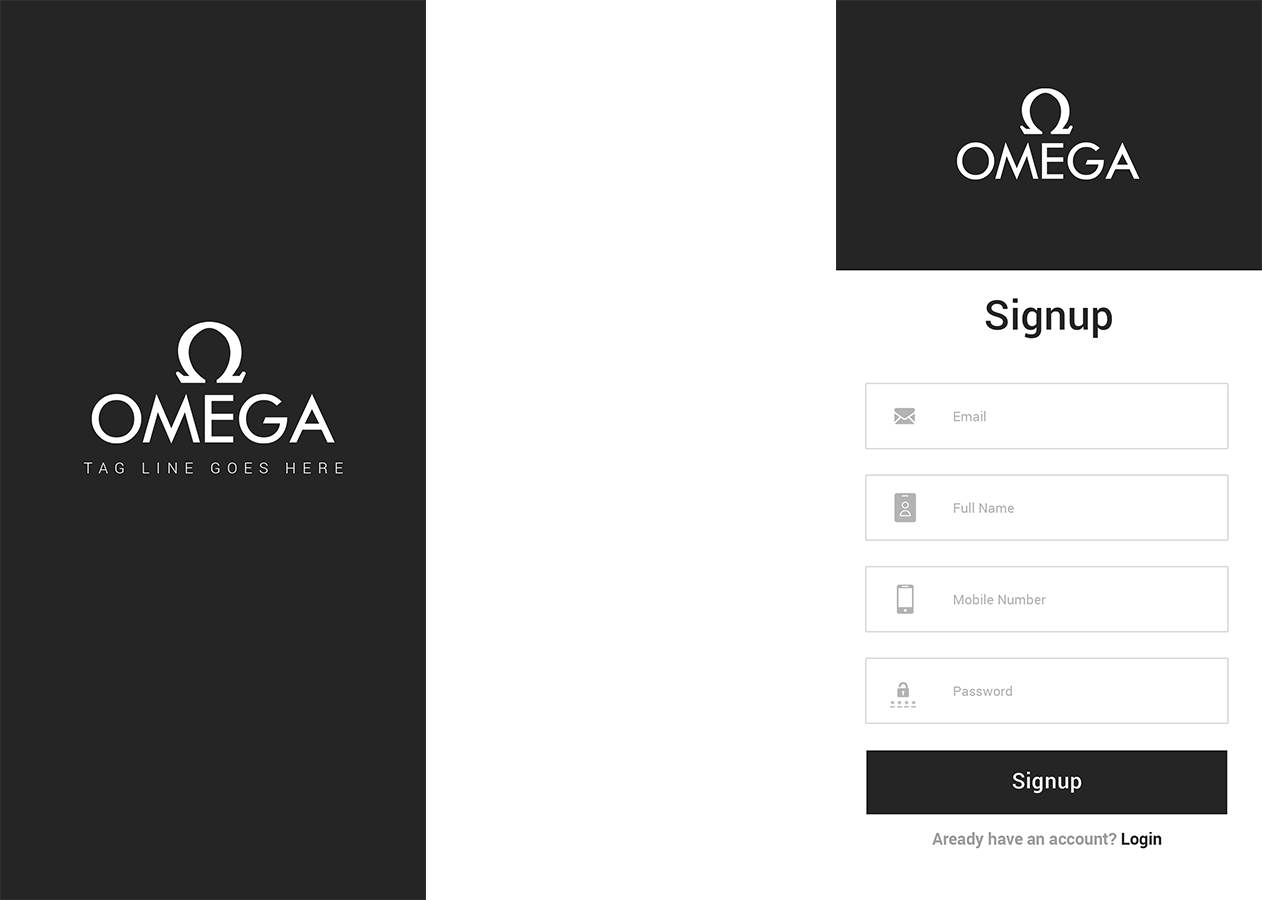 Ω
OMEGA
TAG LINE GOES HERE
Ω
OMEGA
Signup
Email
Full Name
Mobile Number
Password
Signup
Aready have an account? Login